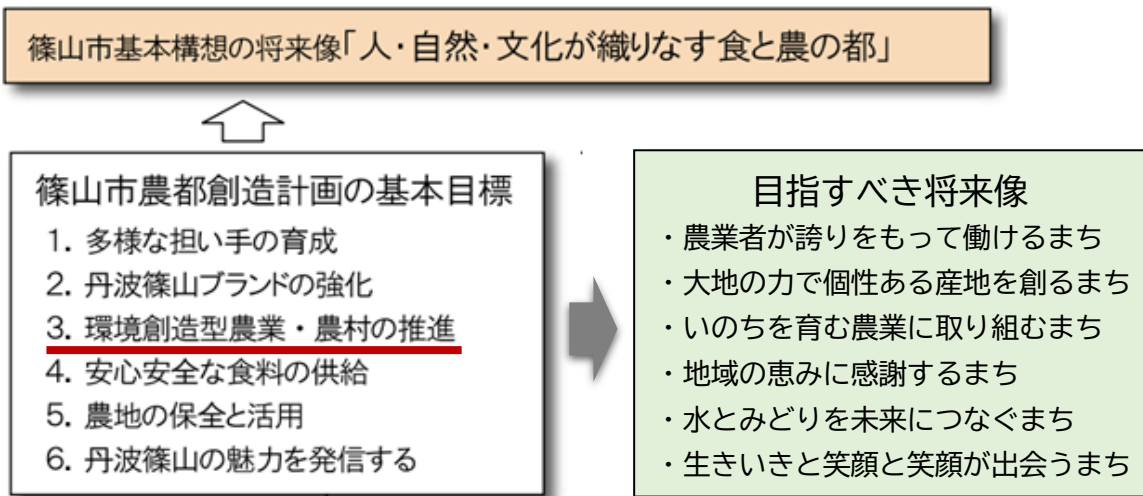 篠山市基本構想の将来像「人・自然・文化が織りなす食と農の都」
篠山市農都創造計画の基本目標
1. 多様な担い手の育成
2. 丹波篠山ブランドの強化
3. 環境創造型農業・農村の推進
4. 安心安全な食料の供給
5. 農地の保全と活用
6. 丹波篠山の魅力を発信する
目指すべき将来像
・農業者が誇りをもって働けるまち
・大地の力で個性ある産地を創るまち
・いのちを育む農業に取り組むまち
・地域の恵みに感謝するまち
・水とみどりを未来につなぐまち
・生きいきと笑顔と笑顔が出会うまち